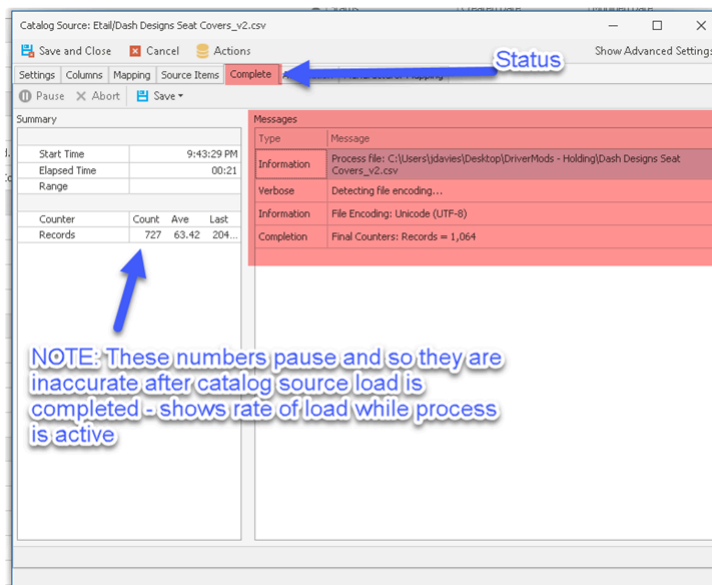 Catalog Source: Etail/Dash Designs Seat Covers_v2.csv
Save and Close Cancel Actions Show Advanced Settings
Settings Columns Mapping Source Items Complete
Status
Pause Abort Save
Summary
Messages
Type Message
Start Time 9:43:29 PM
Elapsed Time 00:21
Range
Counter Count Ave Last
Records 727 63.42 204...
Information Process file: C:\Users\jdavies\Desktop\DriverMods - Holding\Dash Designs Seat
Covers_v2.csv
Verbose Detecting file encoding...
Information File Encoding: Unicode (UTF-8)
Completion Final Counters: Records = 1,064
NOTE: These numbers pause and so they are
inaccurate after catalog source load is
completed - shows rate of load while process
is active